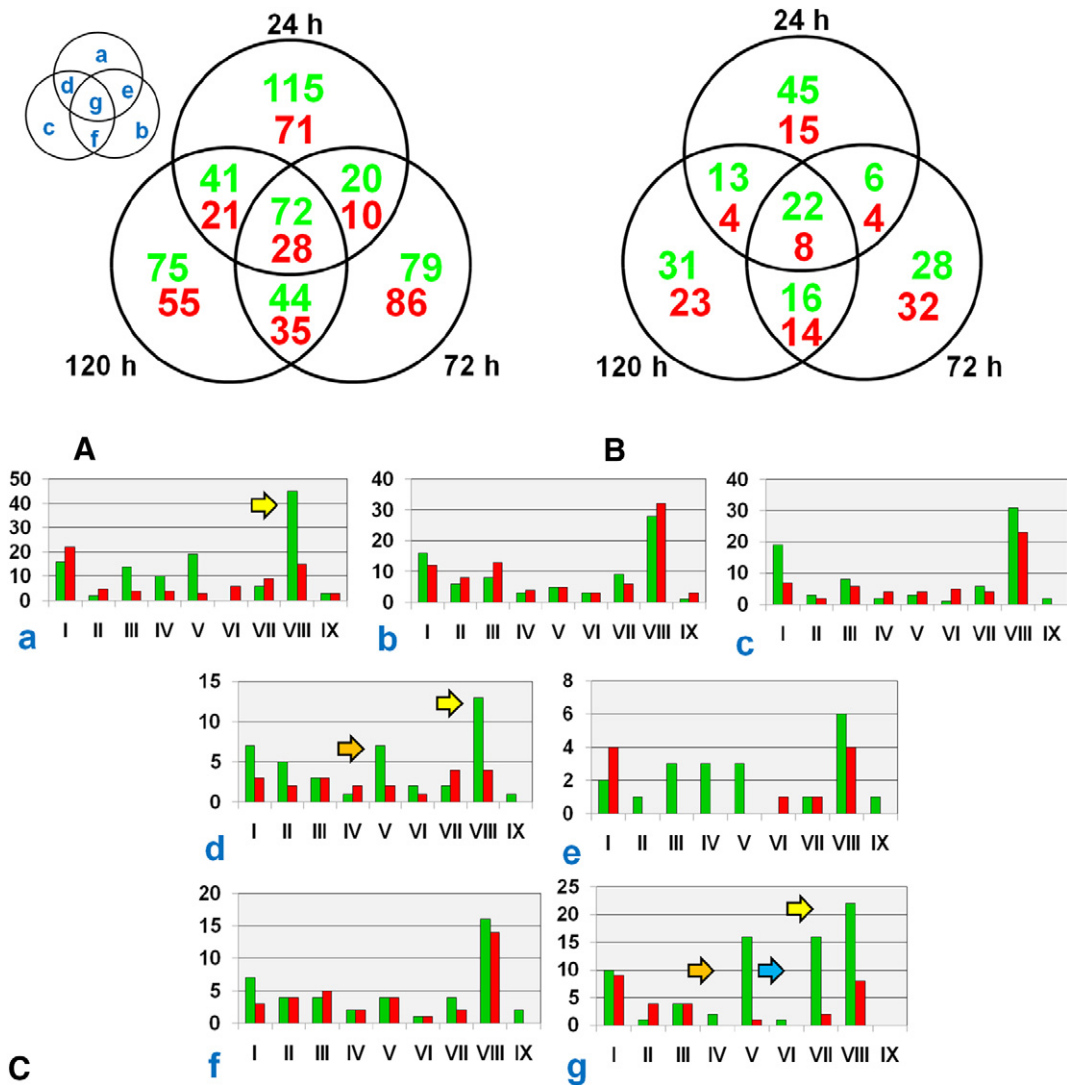 24 h
24 h
a
d
e
g
c
f
b
115
71
41
21
20
10
72
28
75
55
79
86
44
35
120 h
72 h
45
15
13
4
6
4
22
8
31
23
28
32
16
14
120 h
72 h
A
B
50
40
30
20
10
0
I II III IV V VI VII VIII IX
a
40
30
20
10
0
I II III IV V VI VII VIII IX
b
40
30
20
10
0
I II III IV V VI VII VIII IX
c
15
10
5
0
I II III IV V VI VII VIII IX
d
8
6
4
2
0
I II III IV V VI VII VIII IX
e
20
15
10
5
0
I II III IV V VI VII VIII IX
f
25
20
15
10
5
0
I II III IV V VI VII VIII IX
g
C